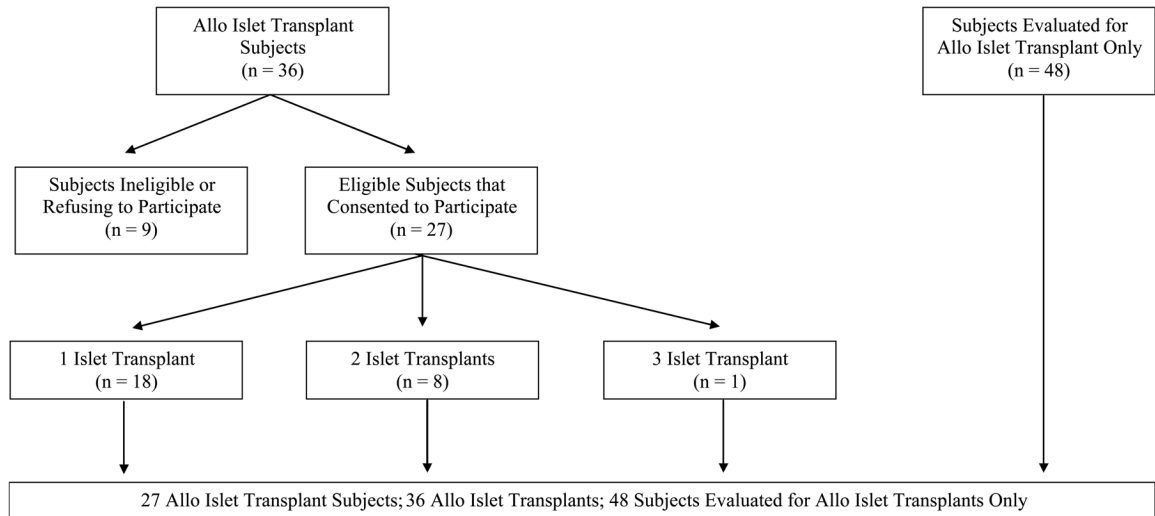 Allo Islet Transplant
Subjects
(n = 36)
Subjects Evaluated for
Allo Islet Transplant Only
(n = 48)
Subjects Ineligible or
Refusing to Participate
(n = 9)
Eligible Subjects that
Consented to Participate
(n = 27)
1 Islet Transplant
(n = 18)
2 Islet Transplants
(n = 8)
3 Islet Transplant
(n = 1)
27 Allo Islet Transplant Subjects; 36 Allo Islet Transplants; 48 Subjects Evaluated for Allo Islet Transplants Only